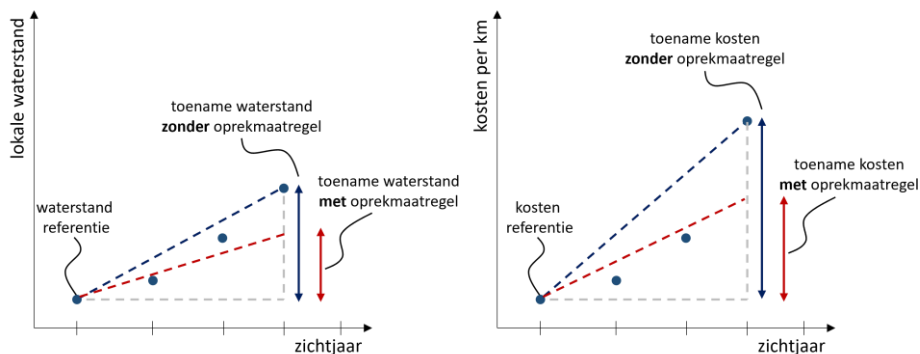 lokale waterstand
toename waterstand
zonder oprekmaatregel
toename waterstand
met oprekmaatregel
waterstand
referentie
zichtjaar
kosten per km
toename kosten
zonder oprekmaatregel
toename kosten
met oprekmaatregel
kosten
referentie
zichtjaar